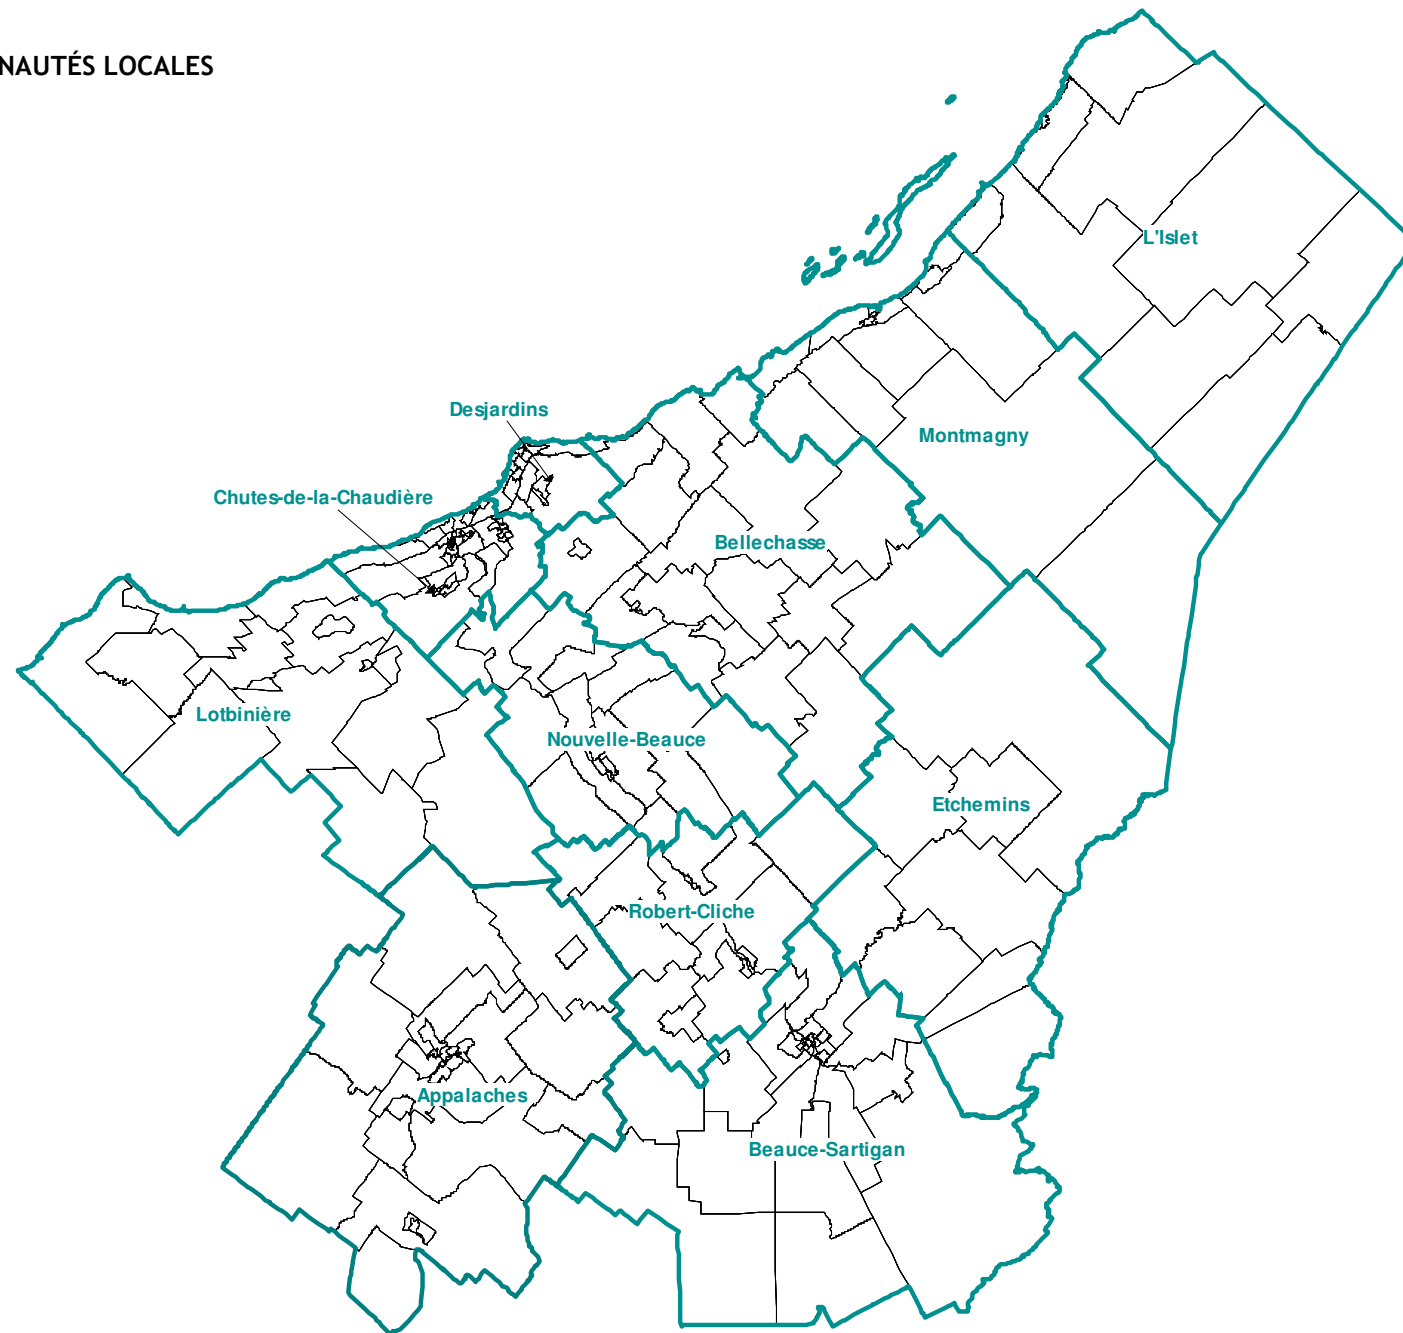 NAUTÉS LOCALES
L'Islet
Desjardins
Montmagny
Chutes-de-la-Chaudière
Bellechasse
Lotbinière
Nouvelle-Beauce
Etchemins
Robert-Cliche
Appalaches
Beauce-Sartigan